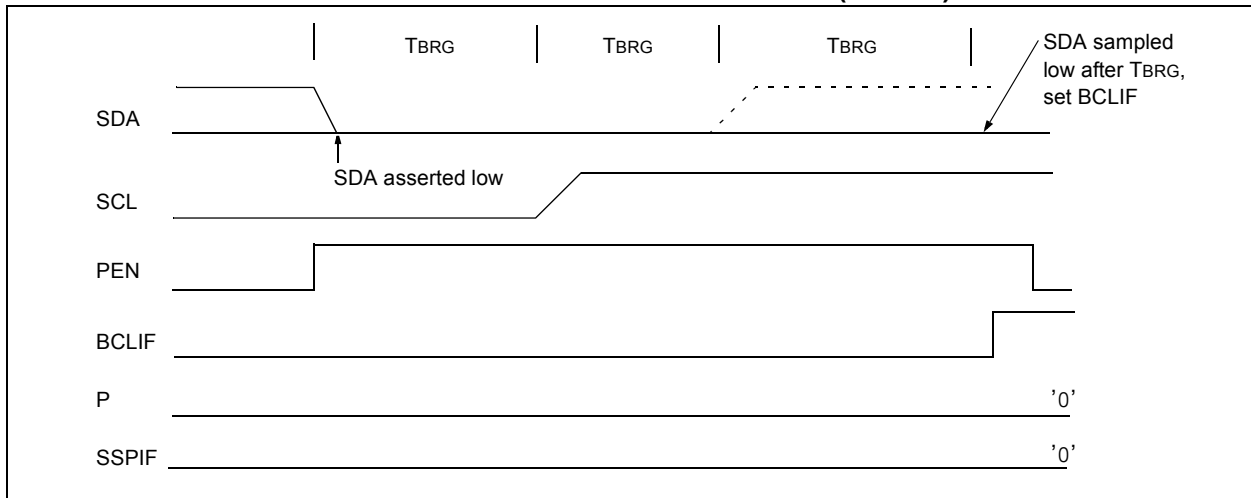 TBRG TBRG TBRG
SDA sampled
low after TBRG,
set BCLIF
SDA
SDA asserted low
SCL
PEN
BCLIF
P '0'
SSPIF '0'